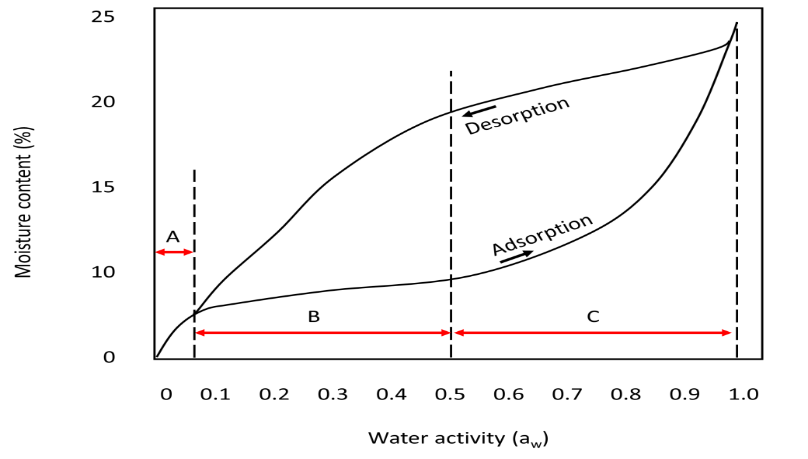 25
20
15
10
0
Moisture content (%)
A
B
C
Desorption
Adsorption
0 0.1 0.2 0.3 0.4 0.5 0.6 0.7 0.8 0.9 1.0
Water activity (aw)